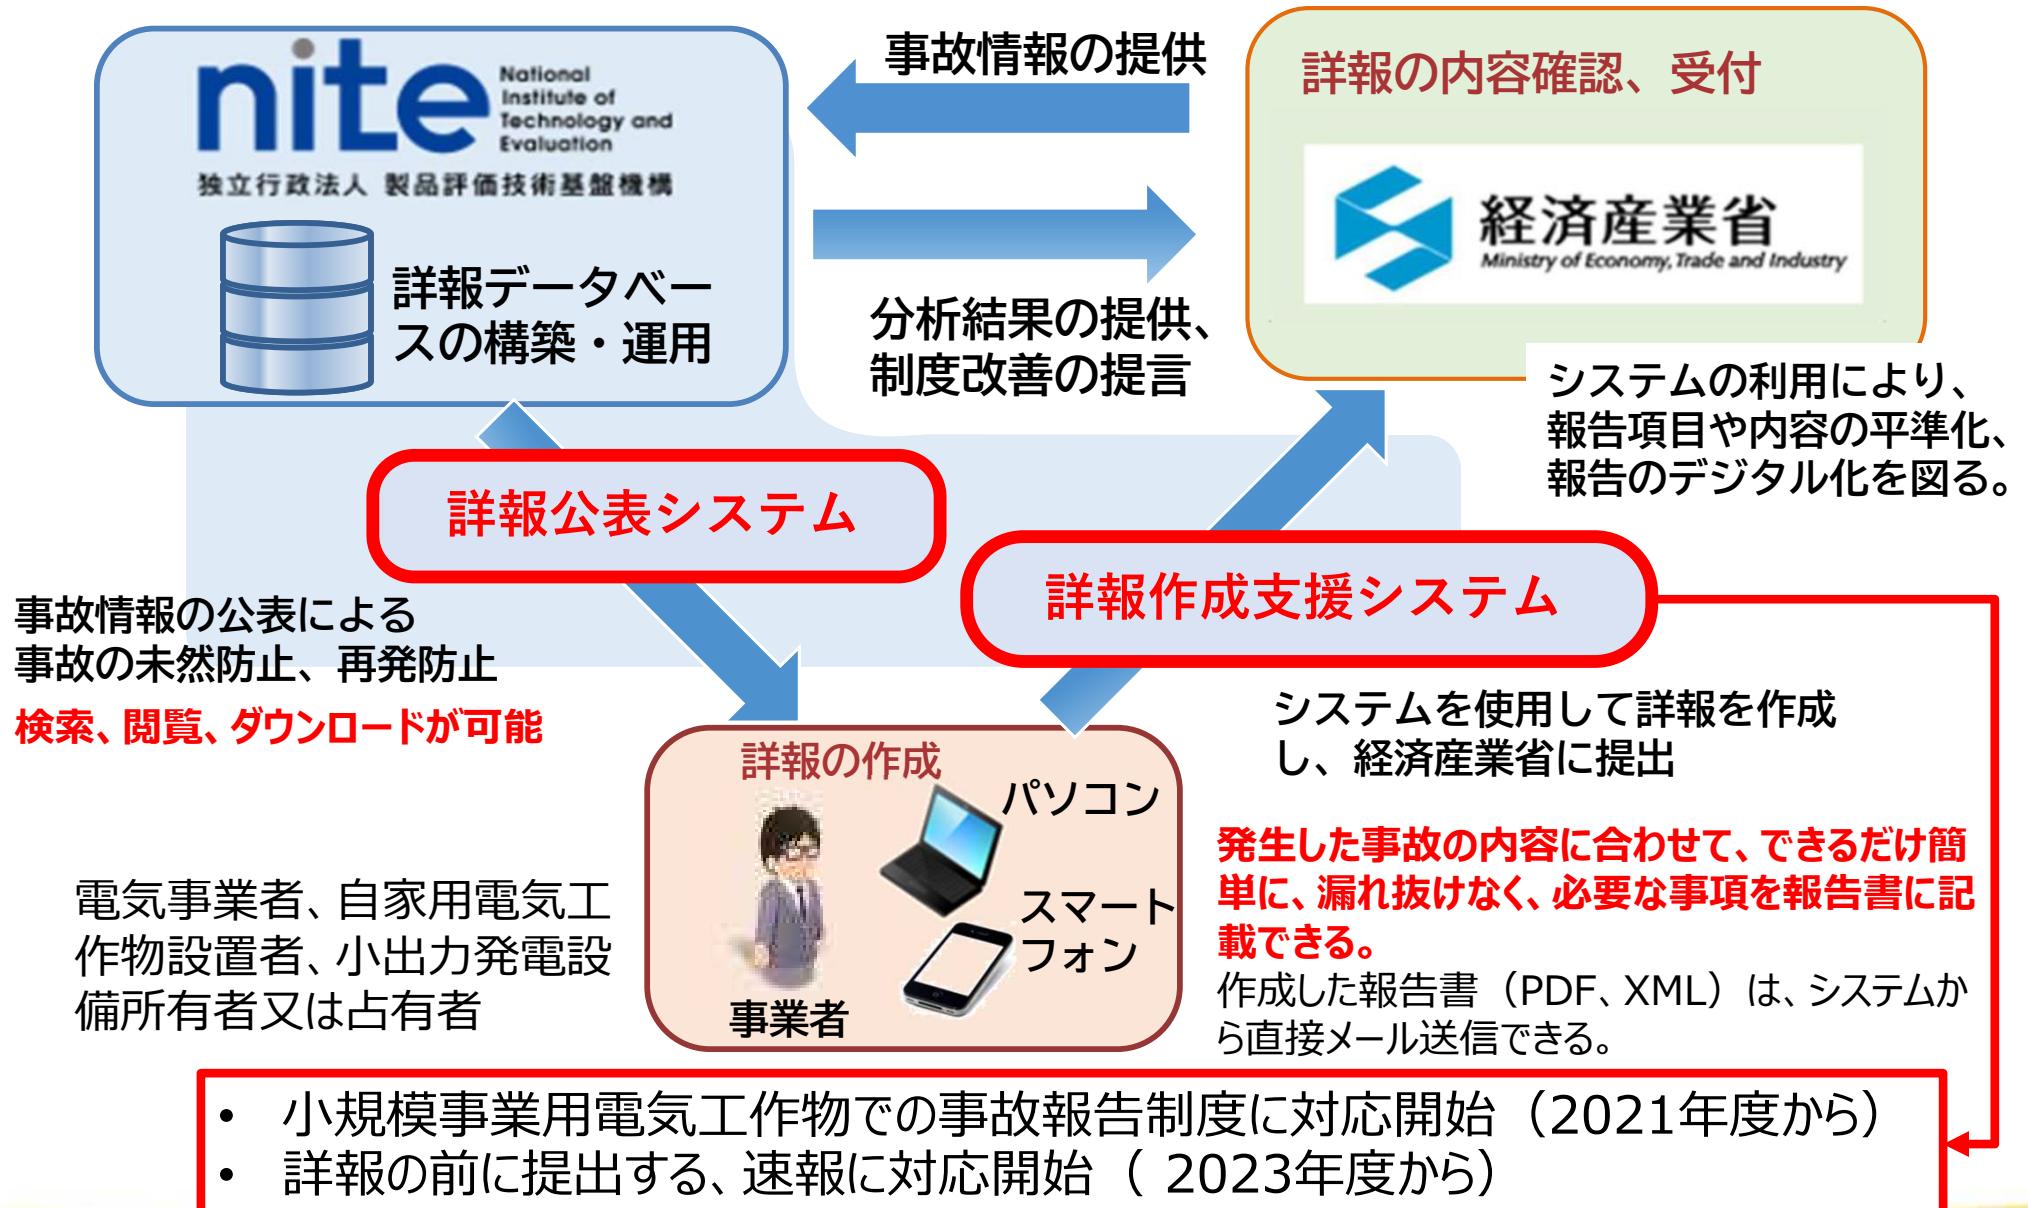 nite
National
Institute of
Technology and
Evaluation
独立行政法人 製品評価技術基盤機構
詳報データベー
スの構築・運用
事故情報の提供
分析結果の提供、
制度改善の提言
詳報の内容確認、受付
経済産業省
Ministry of Economy, Trade and Industry
システムの利用により、
報告項目や内容の平準化、
報告のデジタル化を図る。
詳報公表システム
詳報作成支援システム
事故情報の公表による
事故の未然防止、再発防止
検索、閲覧、ダウンロードが可能
システムを使用して詳報を作成
し、経済産業省に提出
詳報の作成
パソコン
スマート
フォン
事業者
電気事業者、自家用電気工
作物設置者、小出力発電設
備所有者又は占有者
発生した事故の内容に合わせて、できるだけ簡
単に、漏れ抜けなく、必要な事項を報告書に記
載できる。
作成した報告書（PDF、XML）は、システムか
ら直接メール送信できる。
• 小規模事業用電気工作物での事故報告制度に対応開始（2021年度から）
• 詳報の前に提出する、速報に対応開始（ 2023年度から）